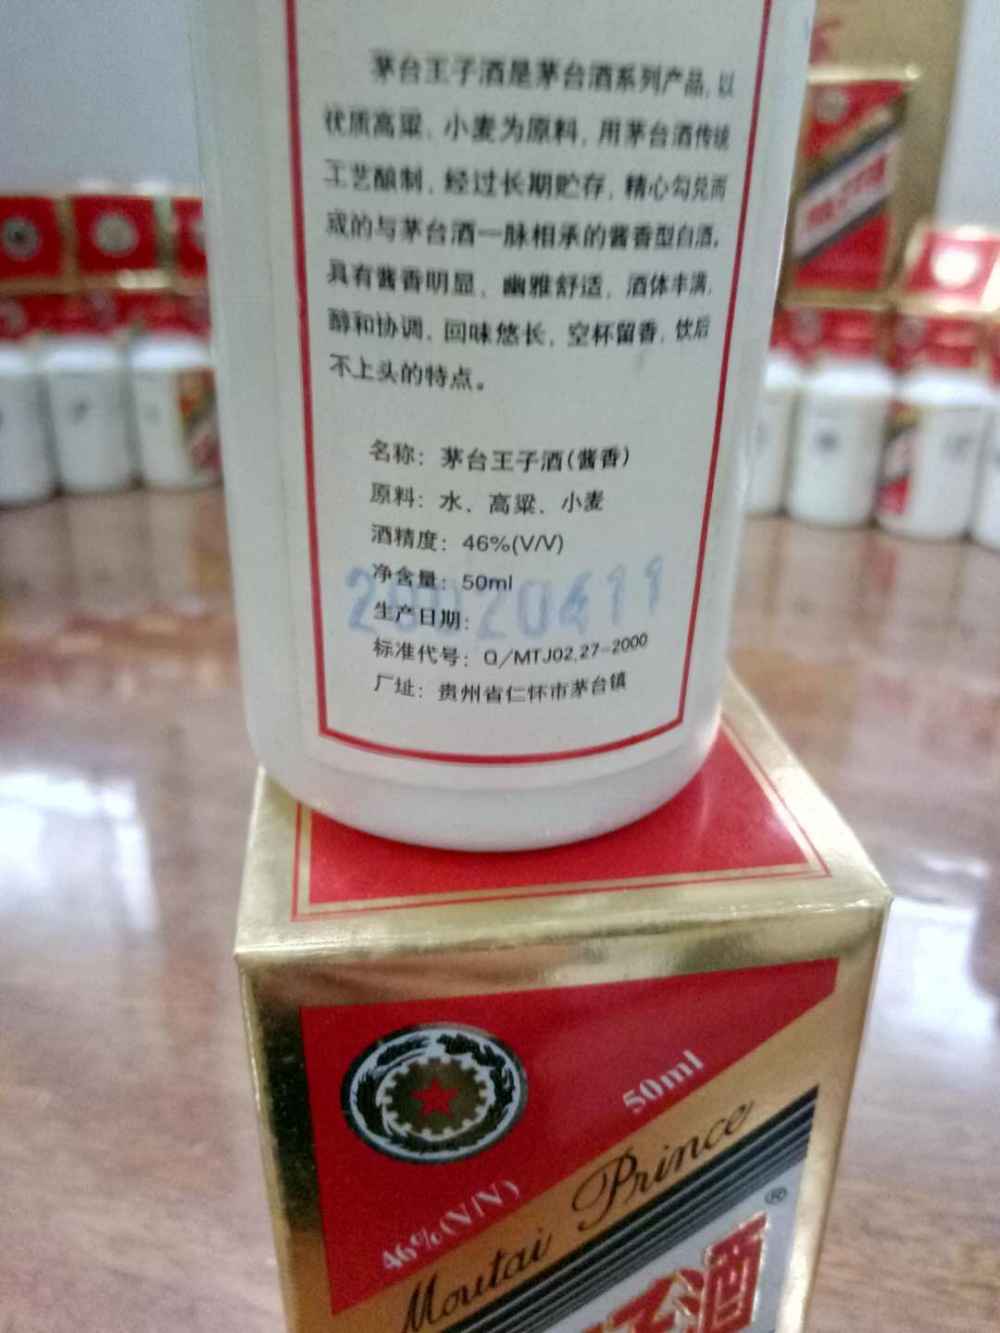 茅台王子酒是茅台酒系列产品，以
优质高粱、小麦为原料，用茅台酒传统
工艺酿制，经过长期贮存，精心勾兑而
成的与茅台酒一脉相承的酱香型白酒，
具有酱香明显、幽雅舒适、酒体丰满、
醇和协调、回味悠长、空杯留香、饮后
不上头的特点。
名称：茅台王子酒(酱香)
原料：水、高粱、小麦
酒精度：46%(V/V)
净含量：50ml
20020411
生产日期：
标准代号：Q/MTJ02.27-2000
厂址：贵州省仁怀市茅台镇
50ml
46%(V/V)
Moutai Prince
®
子酒